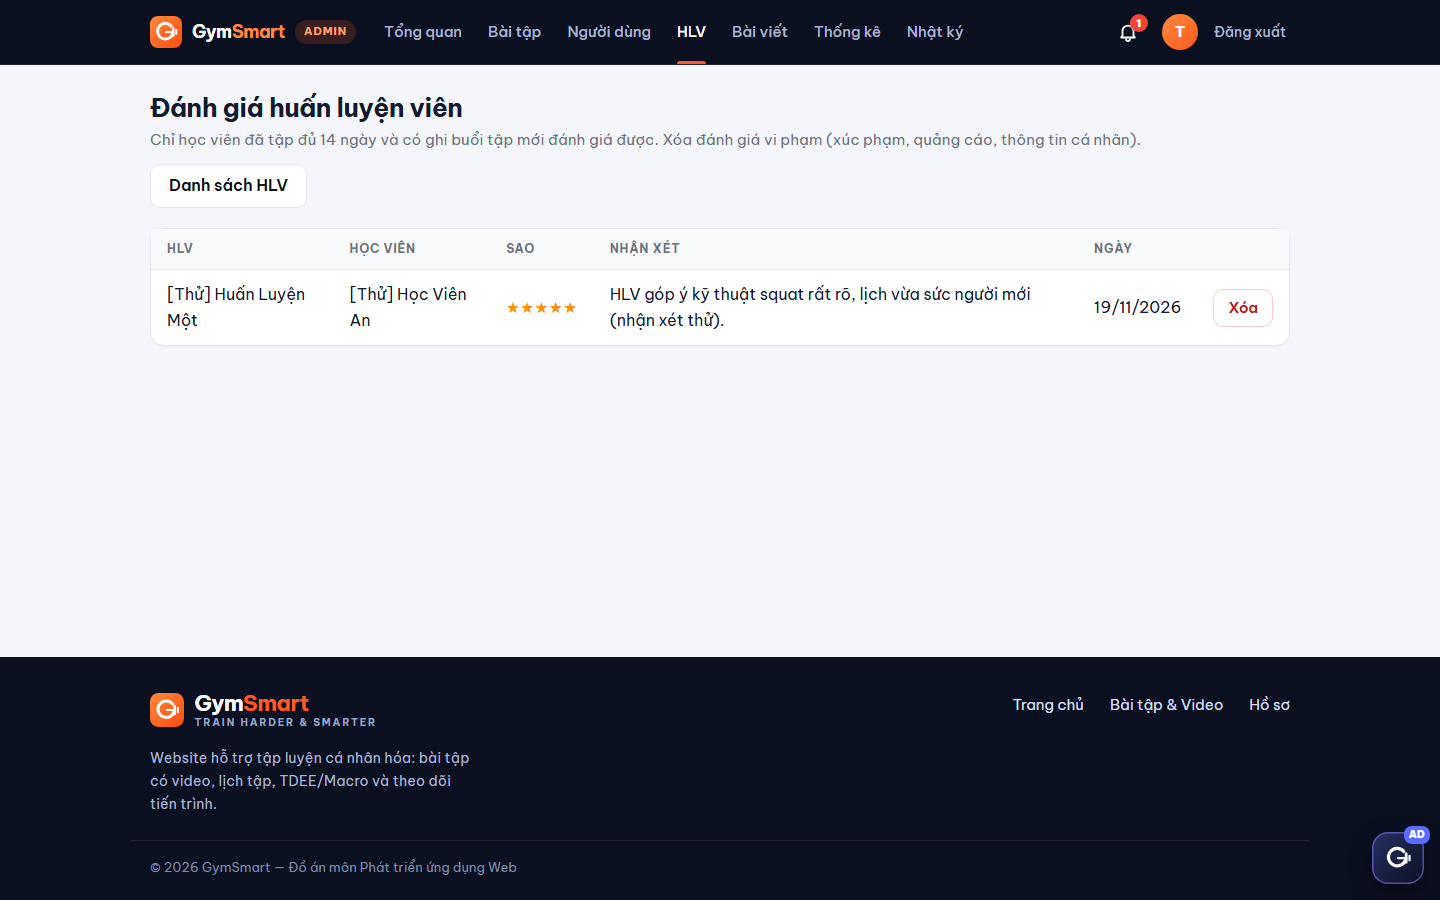 GymSmart ADMIN Tổng quan Bài tập Người dùng HLV Bài viết Thống kê Nhật ký 1 T Đăng xuất
Đánh giá huấn luyện viên
Chỉ học viên đã tập đủ 14 ngày và có ghi buổi tập mới đánh giá được. Xóa đánh giá vi phạm (xúc phạm, quảng cáo, thông tin cá nhân).
Danh sách HLV
HLV HỌC VIÊN SAO NHẬN XÉT NGÀY
[Thử] Huấn Luyện Một [Thử] Học Viên An ★★★★★ HLV góp ý kỹ thuật squat rất rõ, lịch vừa sức người mới (nhận xét thử). 19/11/2026 Xóa
GymSmart
TRAIN HARDER & SMARTER
Trang chủ Bài tập & Video Hồ sơ
Website hỗ trợ tập luyện cá nhân hóa: bài tập
có video, lịch tập, TDEE/Macro và theo dõi
tiến trình.
AD
© 2026 GymSmart — Đồ án môn Phát triển ứng dụng Web